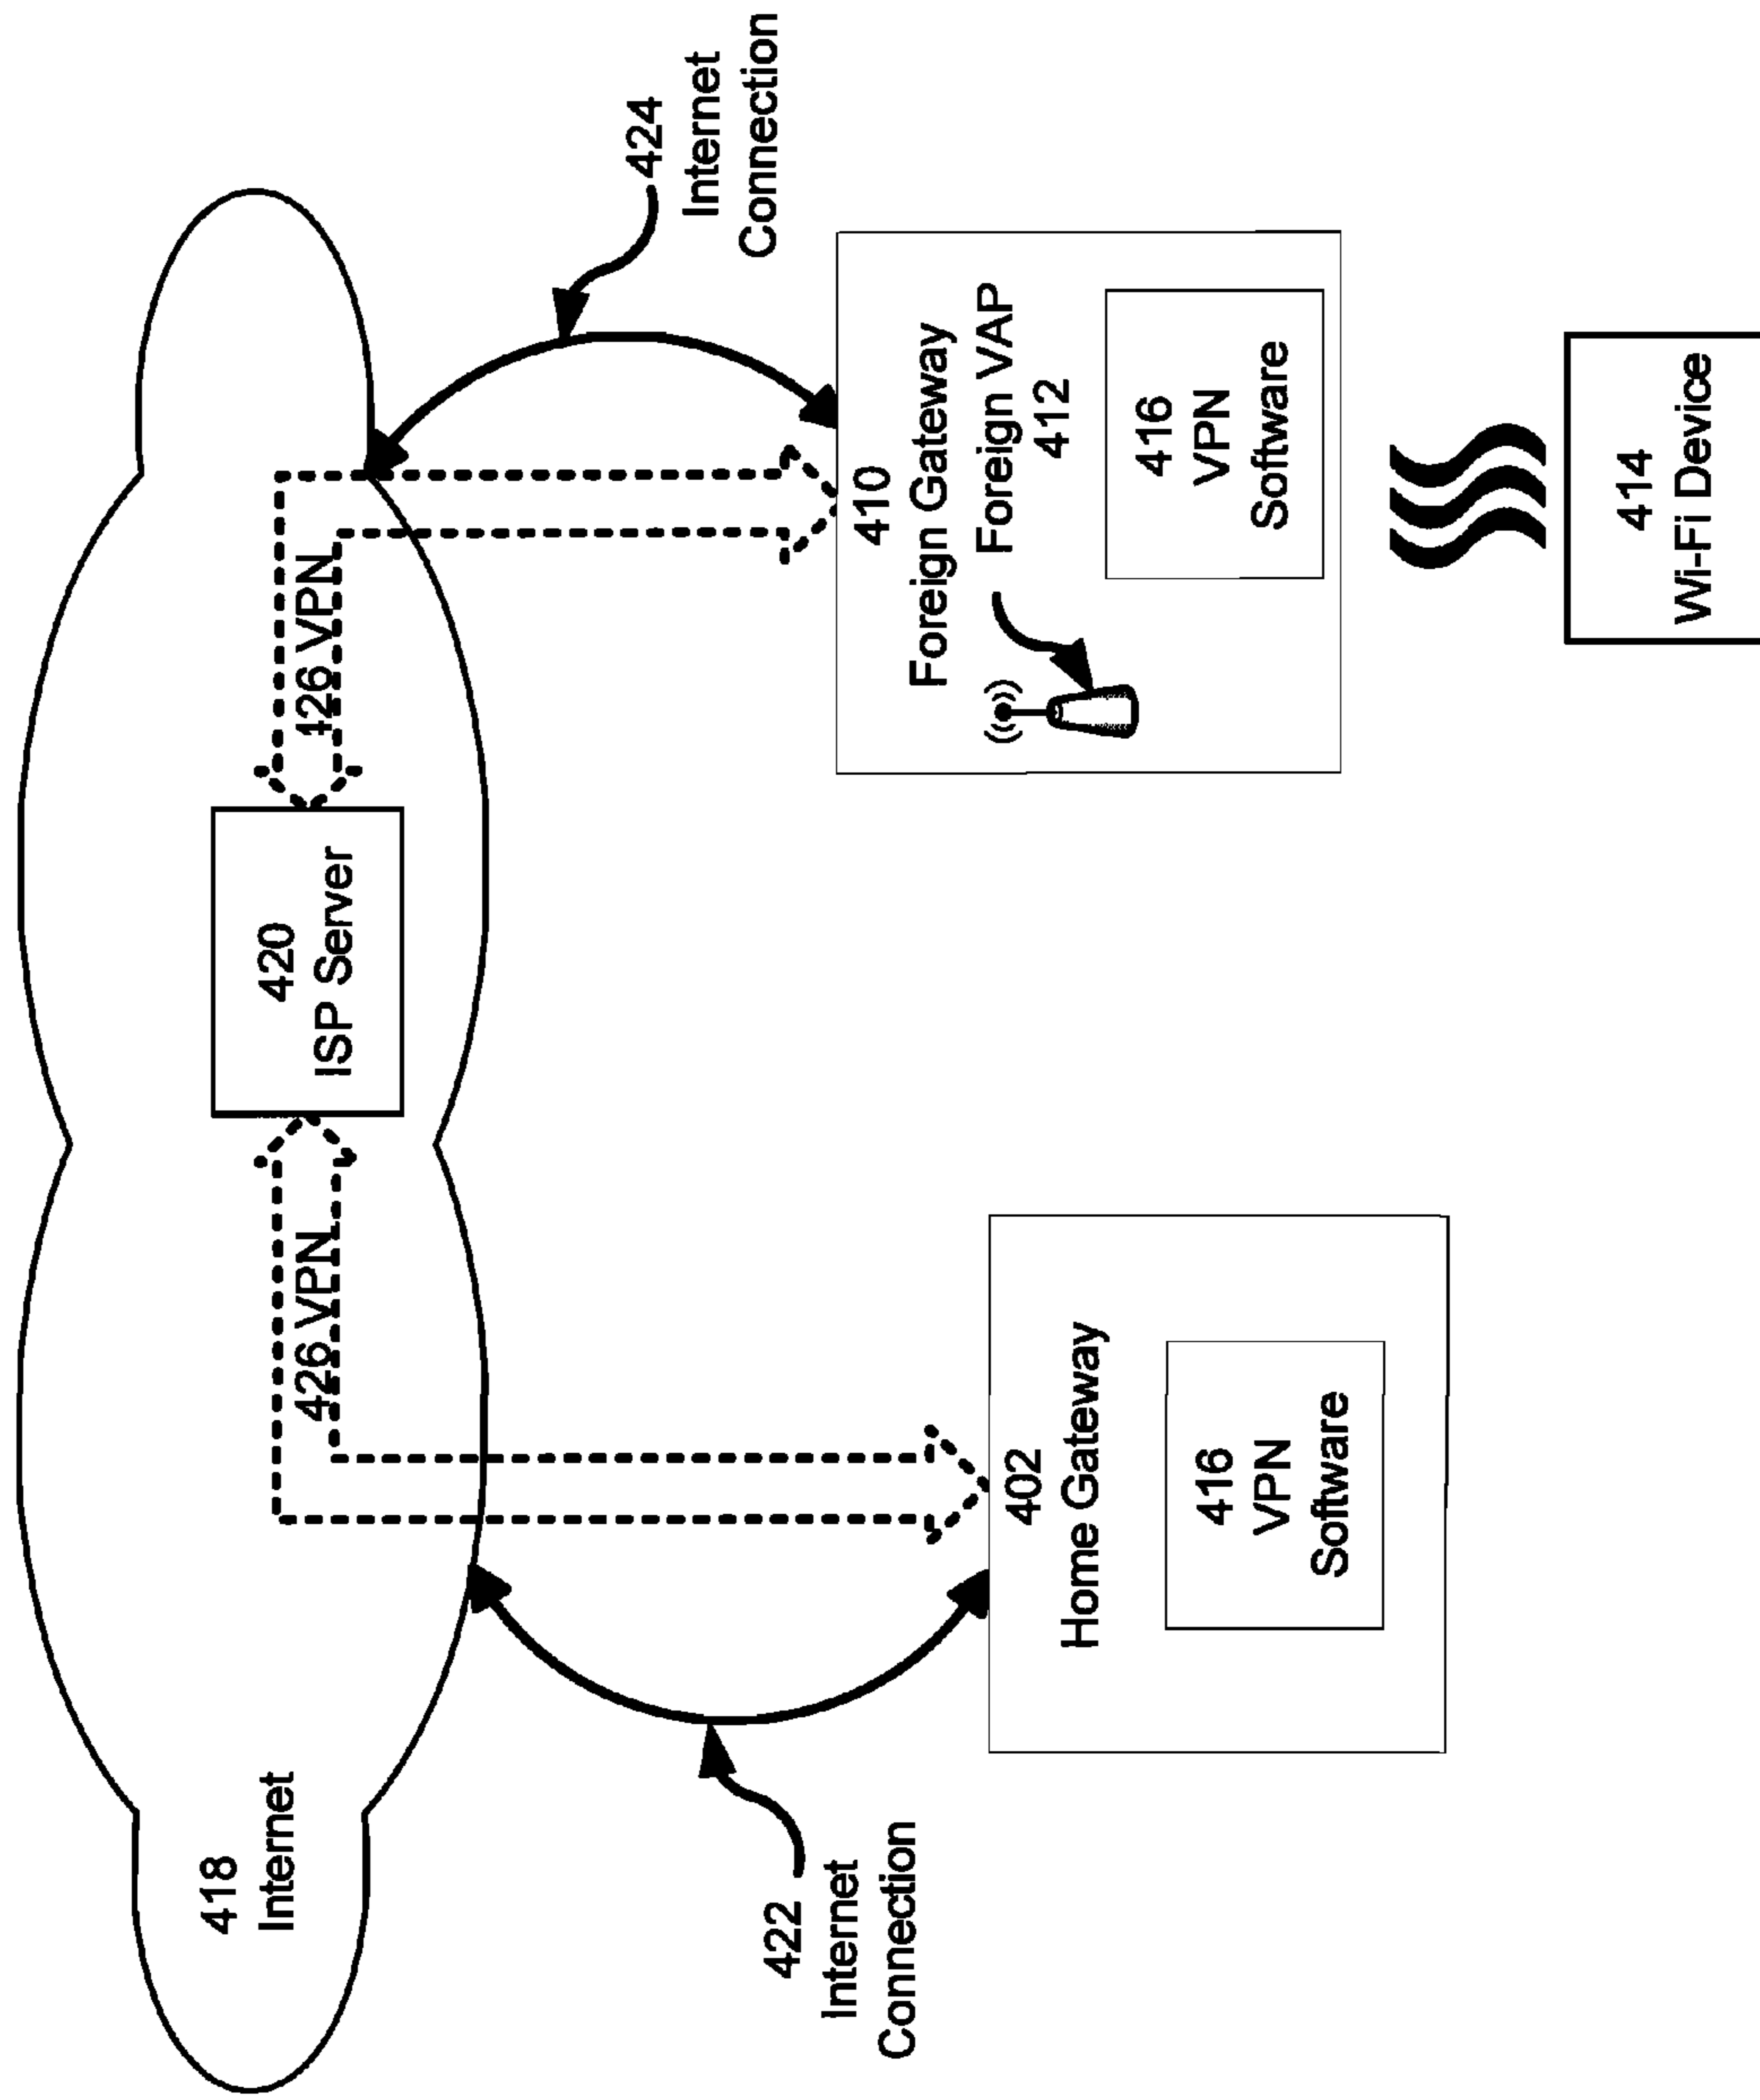 418
Internet
420
ISP Server
426 VPN
426 VPN
422
Internet
Connection
424
Internet
Connection
402
Home Gateway
416
VPN
Software
410
Foreign Gateway
Foreign VAP
412
416
VPN
Software
414
Wi-Fi Device